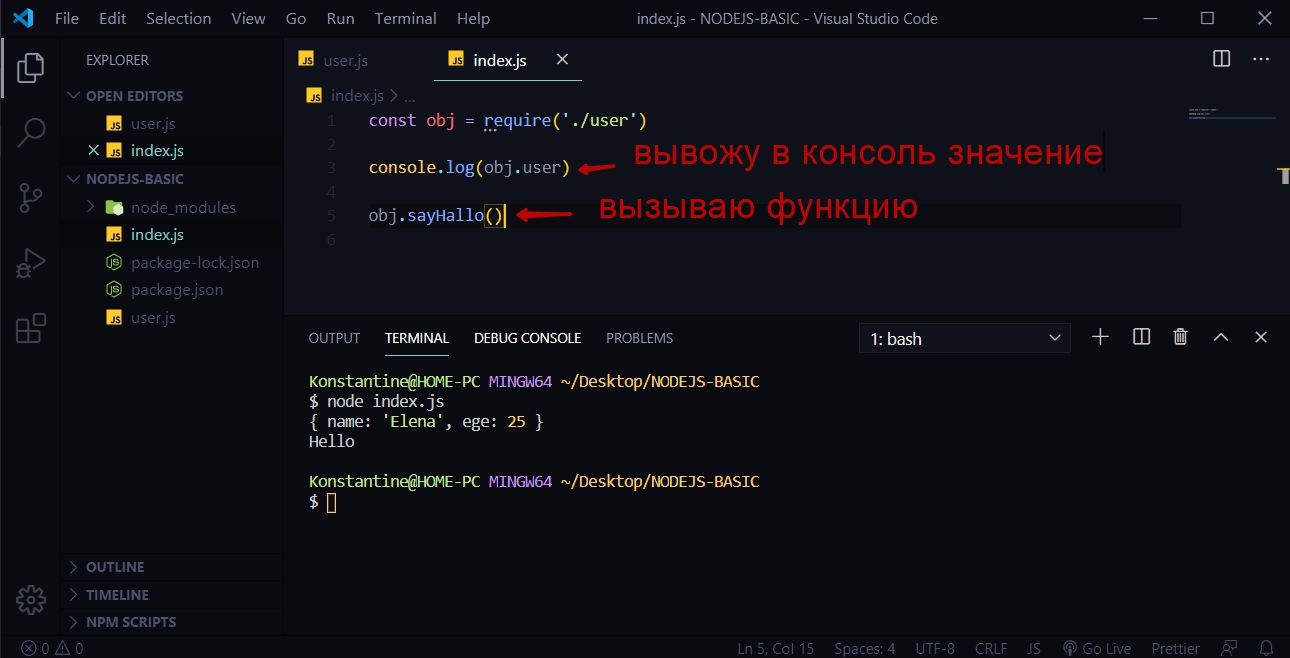 File Edit Selection View Go Run Terminal Help index.js - NODEJS-BASIC - Visual Studio Code
EXPLORER
OPEN EDITORS
JS user.js
JS index.js
NODEJS-BASIC
node_modules
JS index.js
package-lock.json
package.json
JS user.js
OUTLINE
TIMELINE
NPM SCRIPTS
JS user.js JS index.js
JS index.js > ...
1 const obj = require('./user')
2
3 console.log(obj.user) вывожу в консоль значение
4
5 obj.sayHallo() вызываю функцию
6
OUTPUT TERMINAL DEBUG CONSOLE PROBLEMS 1: bash
Konstantine@HOME-PC MINGW64 ~/Desktop/NODEJS-BASIC
$ node index.js
{ name: 'Elena', ege: 25 }
Hello
Konstantine@HOME-PC MINGW64 ~/Desktop/NODEJS-BASIC
$
0 0 Ln 5, Col 15 Spaces: 4 UTF-8 CRLF JS Go Live Prettier